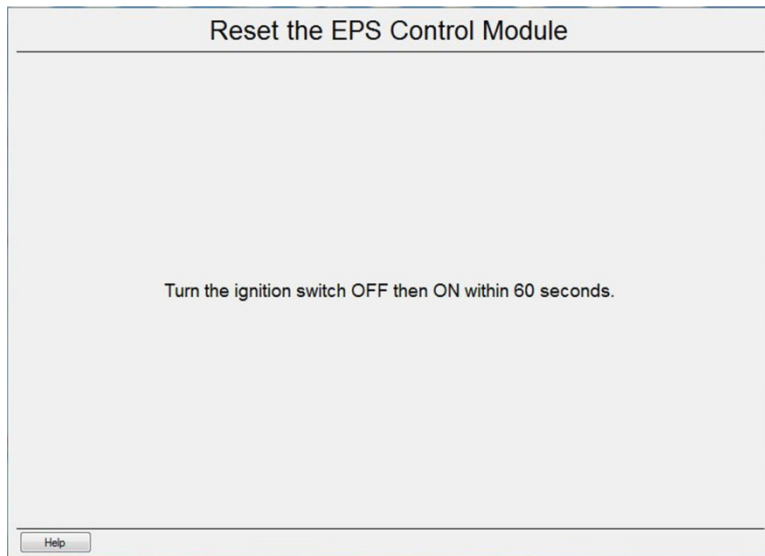 Reset the EPS Control Module
Turn the ignition switch OFF then ON within 60 seconds.
Help